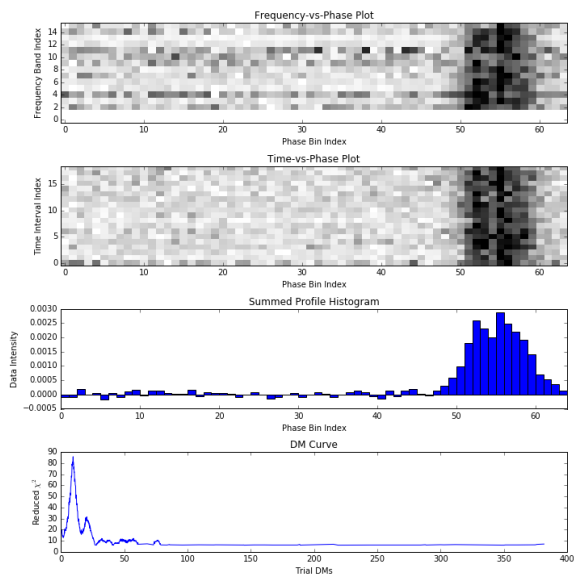 Frequency-vs-Phase Plot
Frequency Band Index
14
12
10
8
6
4
2
0
0 10 20 30 40 50 60
Phase Bin Index
Time-vs-Phase Plot
Time Interval Index
15
10
5
0
0 10 20 30 40 50 60
Phase Bin Index
Summed Profile Histogram
Data Intensity
0.0030
0.0025
0.0020
0.0015
0.0010
0.0005
0.0000
−0.0005
0 10 20 30 40 50 60
Phase Bin Index
DM Curve
Reduced χ²
90
80
70
60
50
40
30
20
10
0
0 50 100 150 200 250 300 350 400
Trial DMs